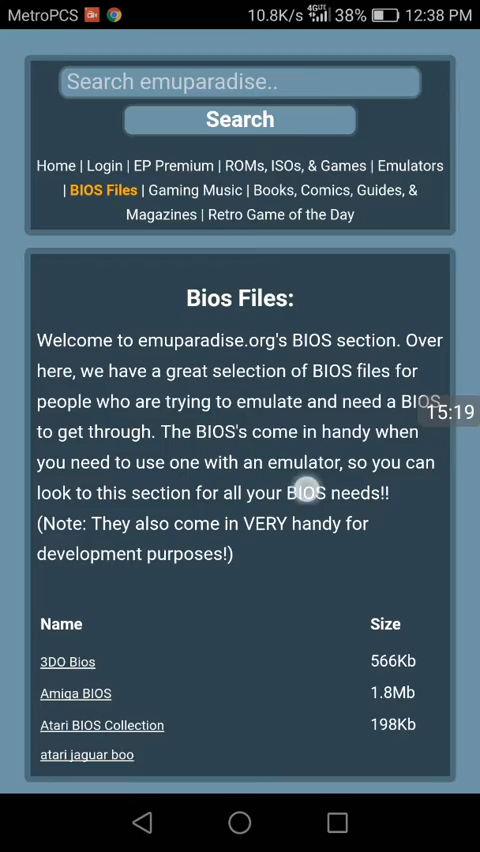 MetroPCS 10.8K/s 4G LTE 38% 12:38 PM
Search emuparadise..
Search
Home | Login | EP Premium | ROMs, ISOs, & Games | Emulators
| BIOS Files | Gaming Music | Books, Comics, Guides, &
Magazines | Retro Game of the Day
Bios Files:
Welcome to emuparadise.org's BIOS section. Over
here, we have a great selection of BIOS files for
people who are trying to emulate and need a BIOS
15:19
to get through. The BIOS's come in handy when
you need to use one with an emulator, so you can
look to this section for all your BIOS needs!!
(Note: They also come in VERY handy for
development purposes!)
Name Size
3DO Bios 566Kb
Amiga BIOS 1.8Mb
Atari BIOS Collection 198Kb
atari jaguar boo